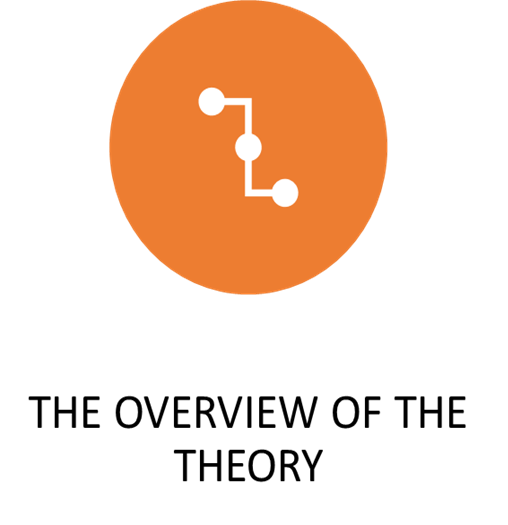 THE OVERVIEW OF THE
THEORY